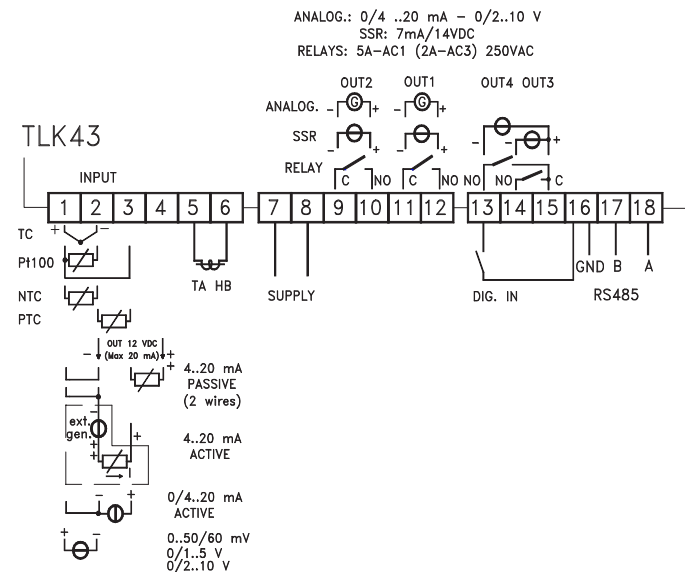 ANALOG.: 0/4 ..20 mA - 0/2..10 V
SSR: 7mA/14VDC
RELAYS: 5A-AC1 (2A-AC3) 250VAC
OUT2 OUT1 OUT4 OUT3
ANALOG. - G + - G +
SSR - + - + - - +
RELAY C NO C NO NO NO C
TLK43
INPUT
1 2 3 4 5 6 7 8 9 10 11 12 13 14 15 16 17 18
TC + -
Pt100
TA HB
SUPPLY
DIG. IN
GND B A
RS485
NTC
PTC
OUT 12 VDC
- (Max 20 mA) +
+
4..20 mA
PASSIVE
(2 wires)
-
ext.
gen.
+
+
+
I
4..20 mA
ACTIVE
- +
0/4..20 mA
ACTIVE
+ -
0..50/60 mV
0/1..5 V
0/2..10 V